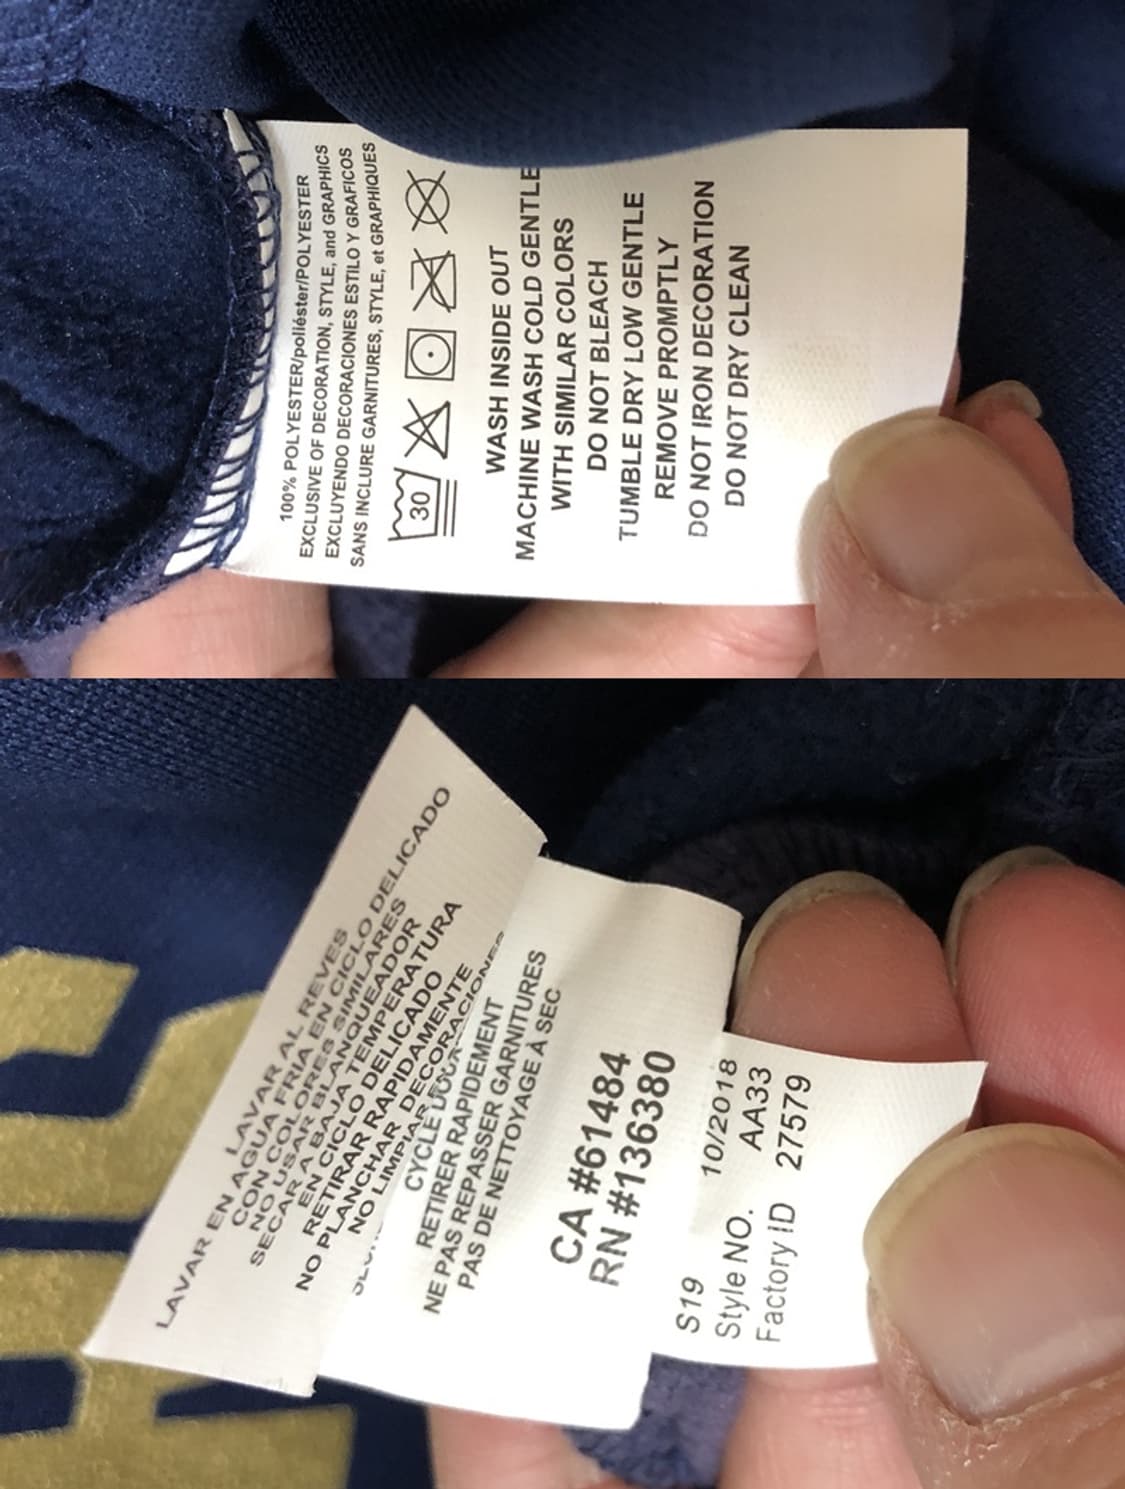 100% POLYESTER/poliéster/POLYESTER
EXCLUSIVE OF DECORATION, STYLE, and GRAPHICS
EXCLUYENDO DECORACIONES ESTILO Y GRAFICOS
SANS INCLURE GARNITURES, STYLE, et GRAPHIQUES
30
WASH INSIDE OUT
MACHINE WASH COLD GENTLE
WITH SIMILAR COLORS
DO NOT BLEACH
TUMBLE DRY LOW GENTLE
REMOVE PROMPTLY
DO NOT IRON DECORATION
DO NOT DRY CLEAN
LAVAR AL REVES
LAVAR EN AGUA FRIA EN CICLO DELICADO
CON COLORES SIMILARES
NO USAR BLANQUEADOR
SECAR A BAJA TEMPERATURA
EN CICLO DELICADO
RETIRAR RAPIDAMENTE
NO PLANCHAR DECORACIONES
NO LIMPIAR
CYCLE
RETIRER RAPIDEMENT
NE PAS REPASSER GARNITURES
PAS DE NETTOYAGE À SEC
CA #61484
RN #136380
S19 10/2018
Style NO. AA33
Factory ID 27579